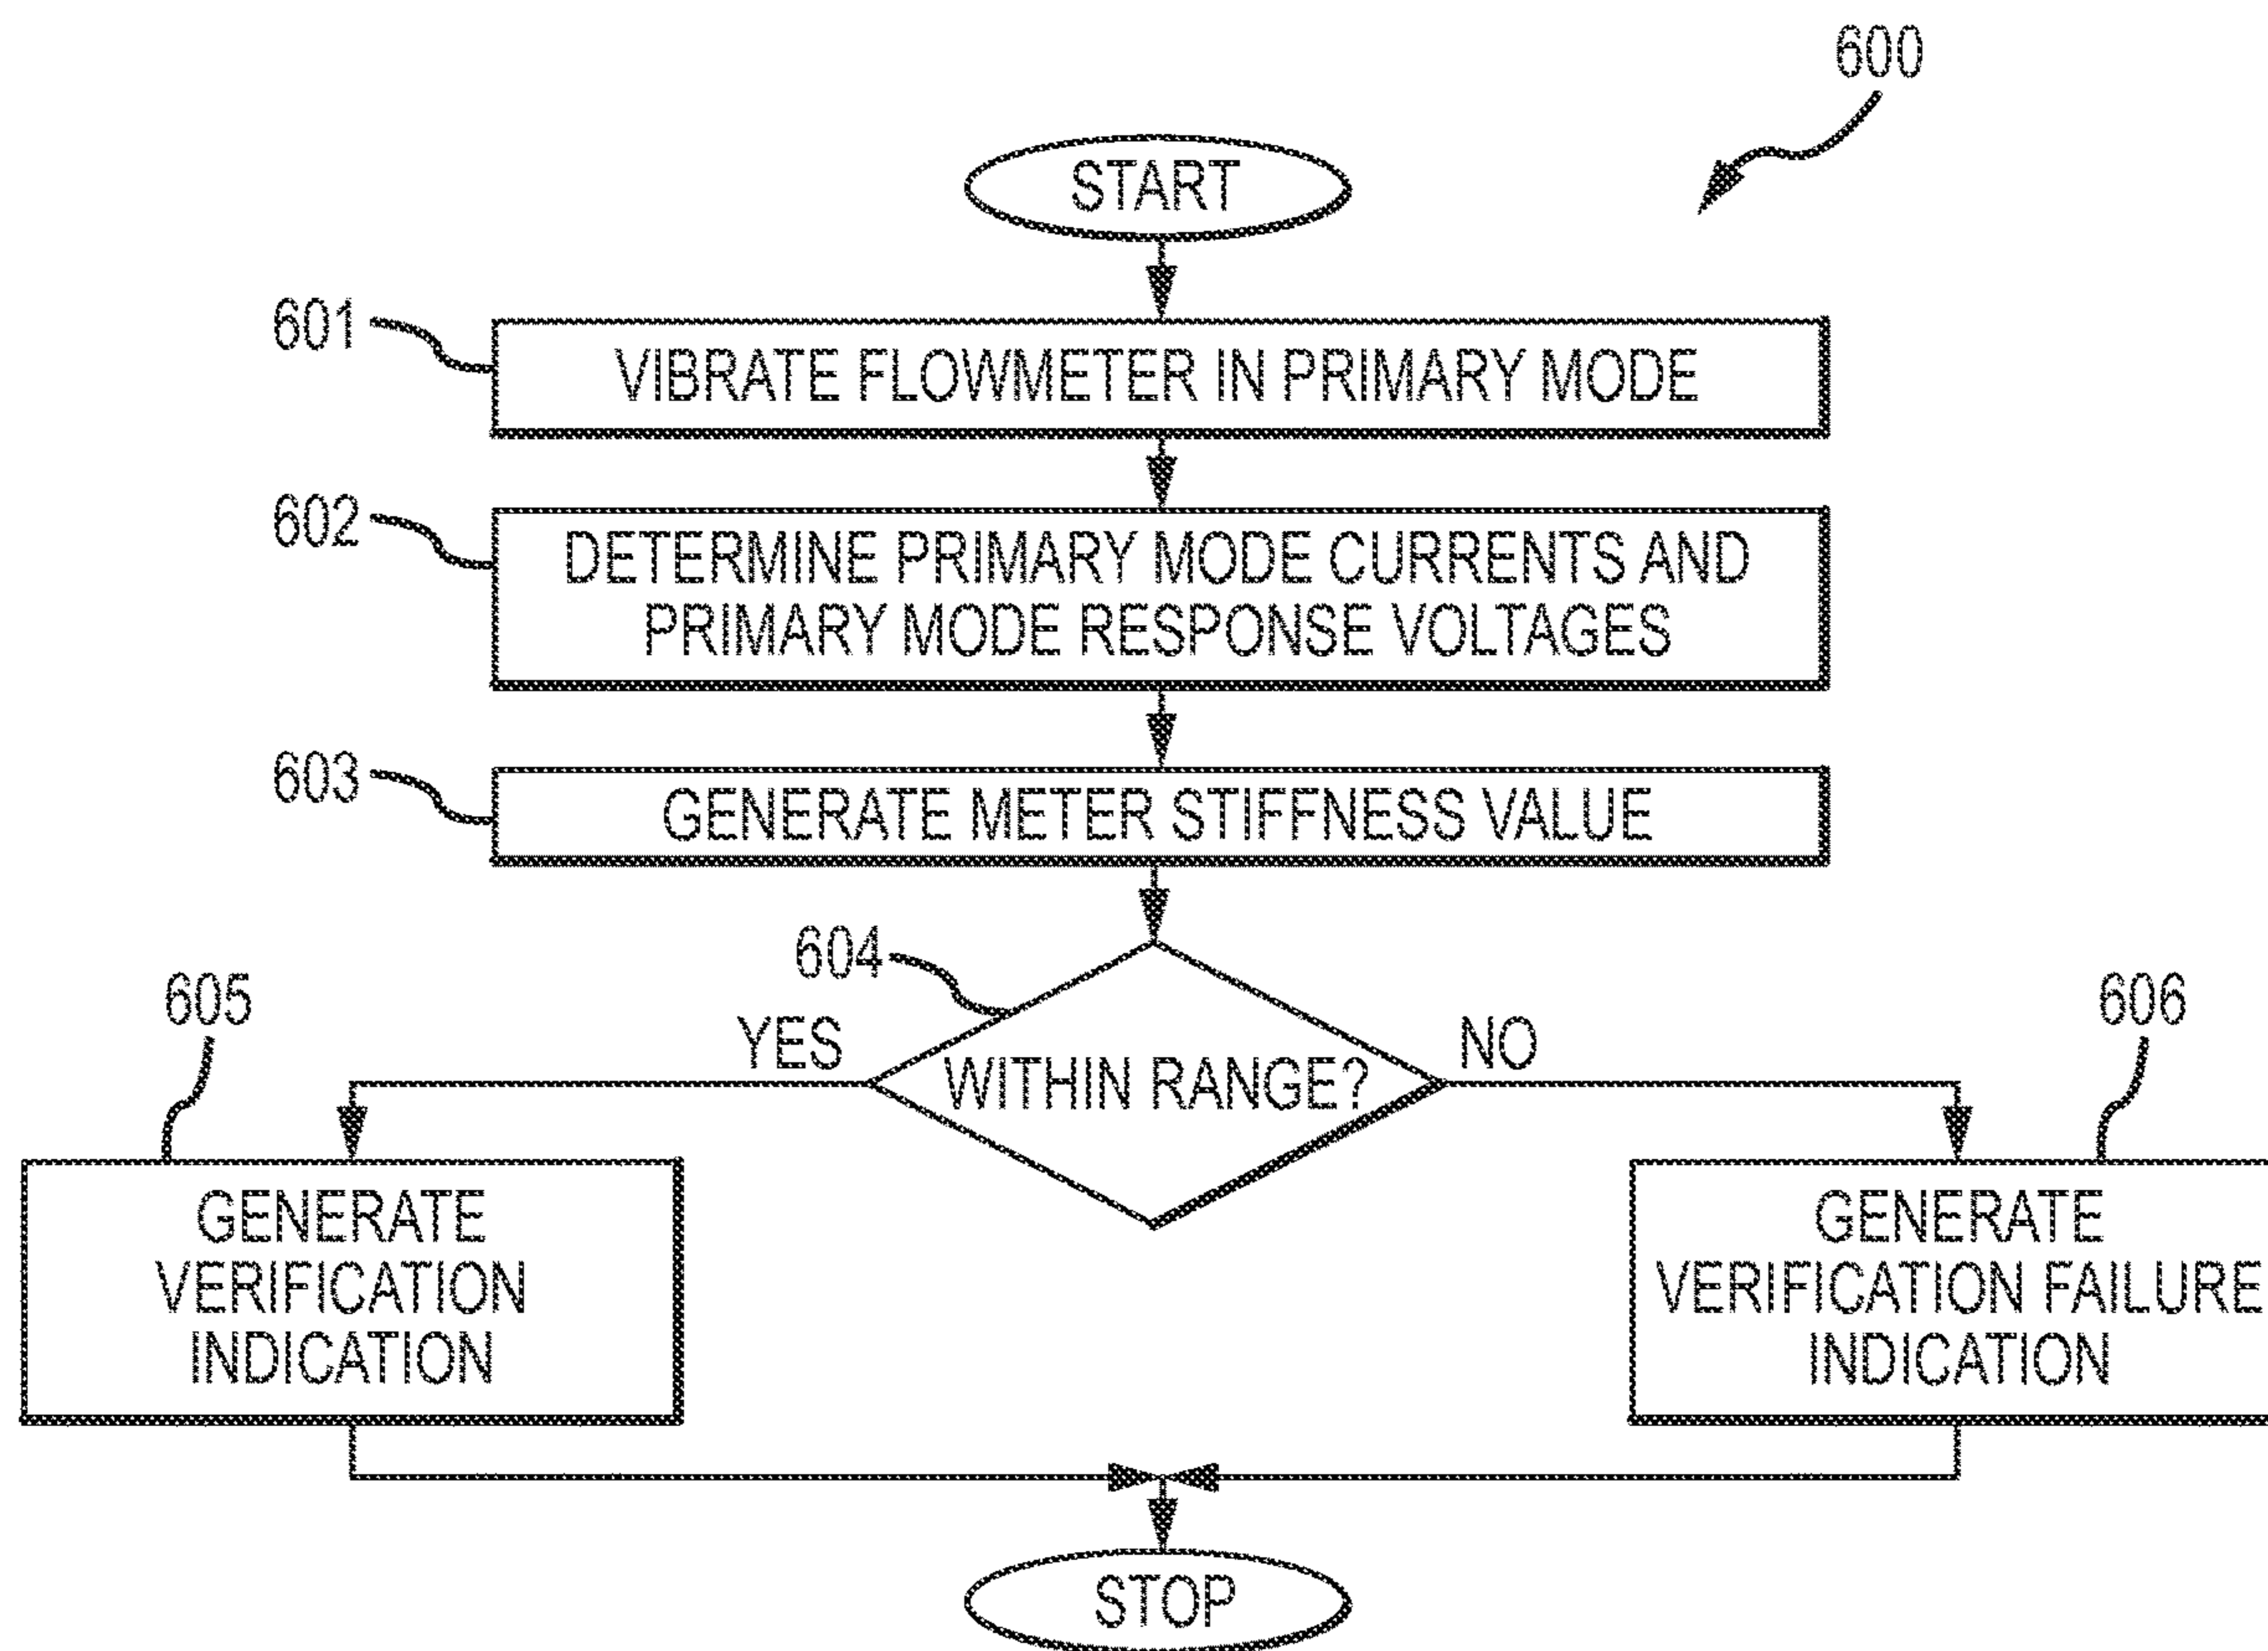 600
START
601
VIBRATE FLOWMETER IN PRIMARY MODE
602
DETERMINE PRIMARY MODE CURRENTS AND
PRIMARY MODE RESPONSE VOLTAGES
603
GENERATE METER STIFFNESS VALUE
604
WITHIN RANGE?
YES
NO
605
GENERATE
VERIFICATION
INDICATION
606
GENERATE
VERIFICATION FAILURE
INDICATION
STOP